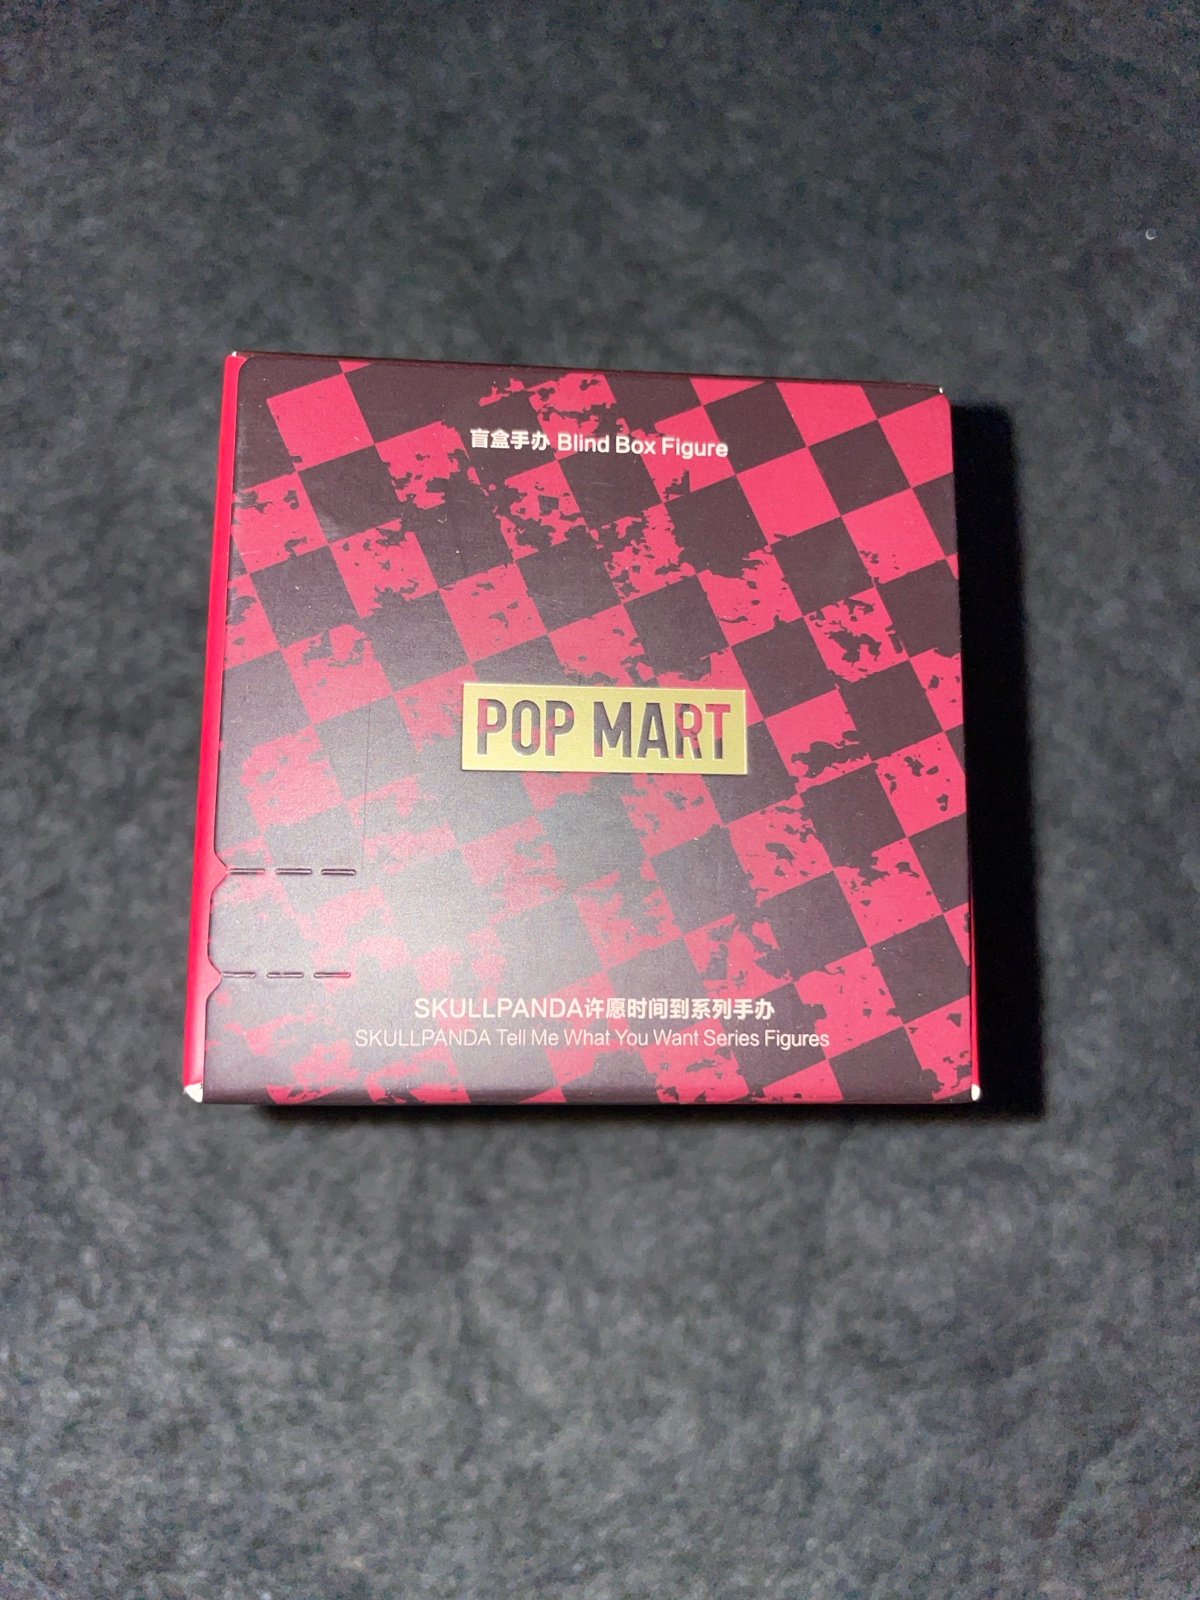 盲盒手办 Blind Box Figure
POP MART
SKULLPANDA许愿时间到系列手办
SKULLPANDA Tell Me What You Want Series Figures